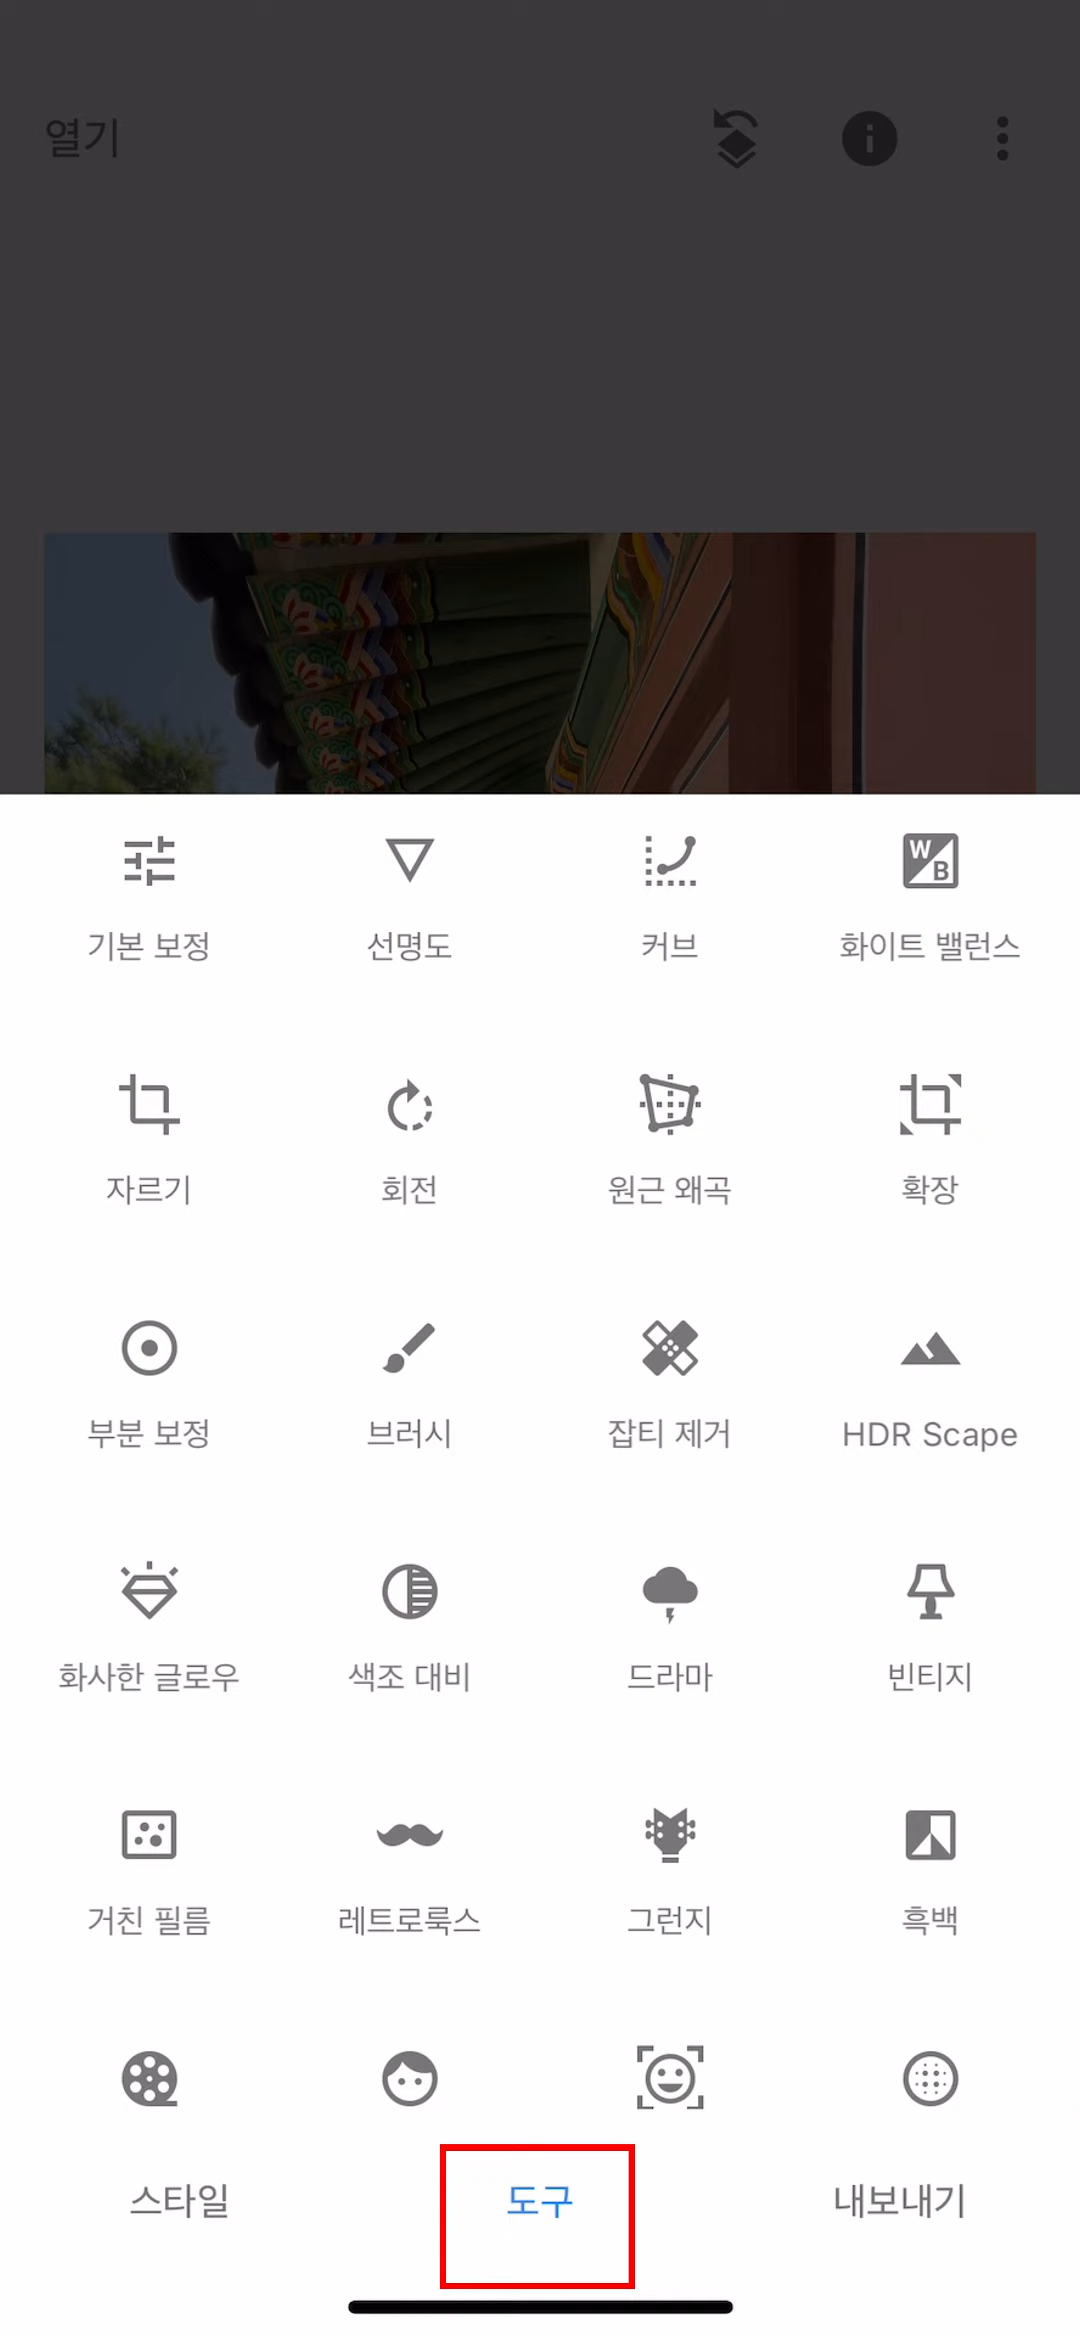 열기
기본 보정 선명도 커브 화이트 밸런스
자르기 회전 원근 왜곡 확장
부분 보정 브러시 잡티 제거 HDR Scape
화사한 글로우 색조 대비 드라마 빈티지
거친 필름 레트로룩스 그런지 흑백
스타일 도구 내보내기